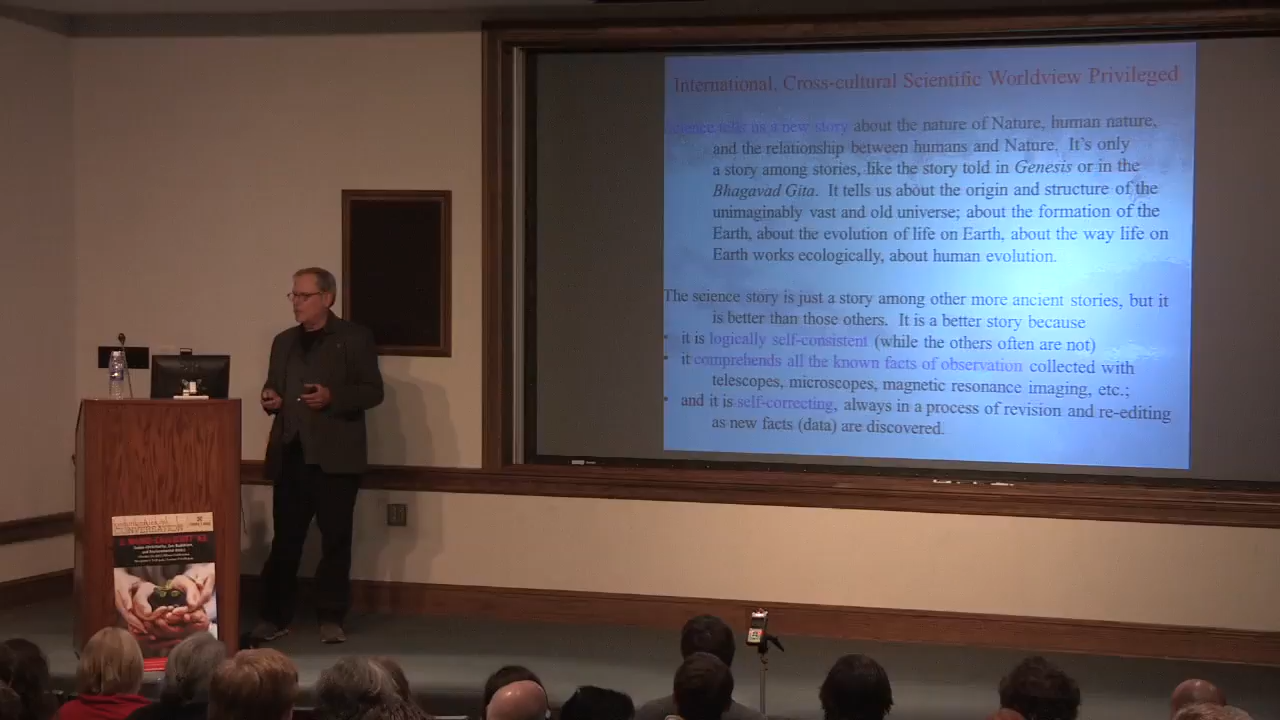 International, Cross-cultural Scientific Worldview Privileged
Science tells us a new story about the nature of Nature, human nature,
and the relationship between humans and Nature. It's only
a story among stories, like the story told in Genesis or in the
Bhagavad Gita. It tells us about the origin and structure of the
unimaginably vast and old universe; about the formation of the
Earth, about the evolution of life on Earth, about the way life on
Earth works ecologically, about human evolution.
The science story is just a story among other more ancient stories, but it
is better than those others. It is a better story because
• it is logically self-consistent (while the others often are not)
• it comprehends all the known facts of observation collected with
telescopes, microscopes, magnetic resonance imaging, etc.;
• and it is self-correcting, always in a process of revision and re-editing
as new facts (data) are discovered.
CONVERSATION